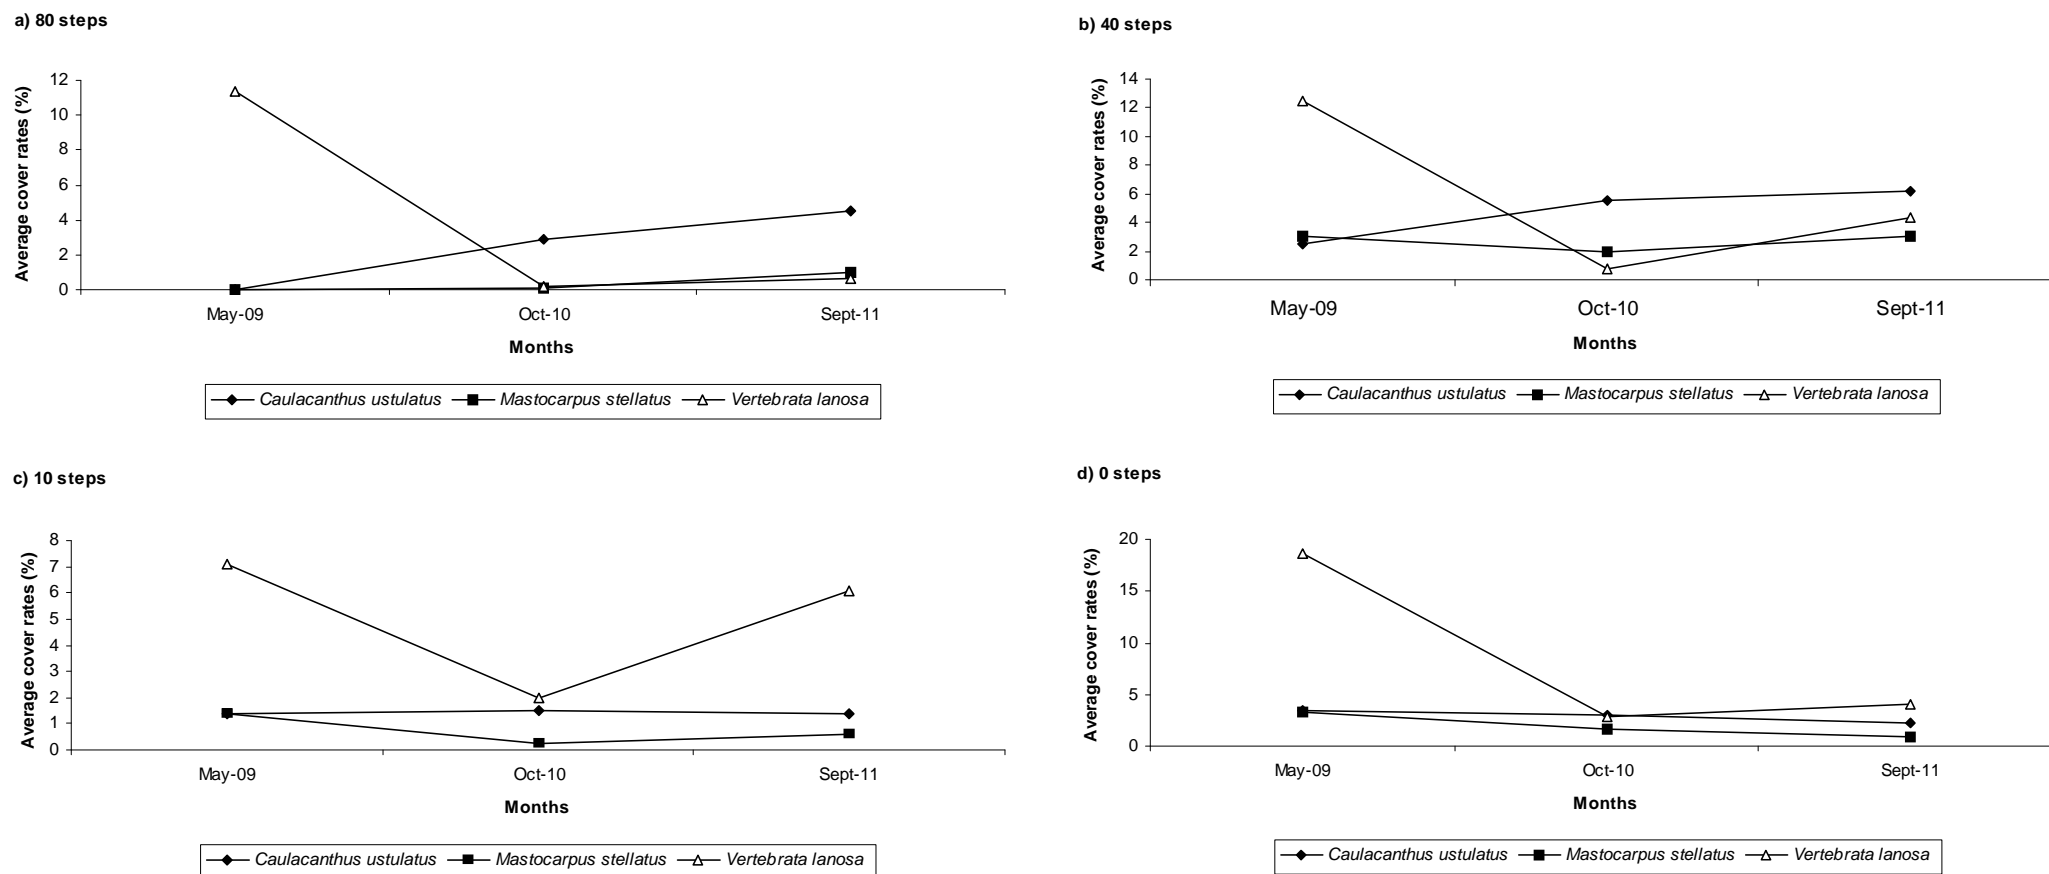 a) 80 steps
Average cover rates (%)
12
10
8
6
4
2
0
May-09 Oct-10 Sept-11
Months
Caulacanthus ustulatus Mastocarpus stellatus Vertebrata lanosa
b) 40 steps
Average cover rates (%)
14
12
10
8
6
4
2
0
May-09 Oct-10 Sept-11
Months
Caulacanthus ustulatus Mastocarpus stellatus Vertebrata lanosa
c) 10 steps
Average cover rates (%)
8
7
6
5
4
3
2
1
0
May-09 Oct-10 Sept-11
Months
Caulacanthus ustulatus Mastocarpus stellatus Vertebrata lanosa
d) 0 steps
Average cover rates (%)
20
15
10
5
0
May-09 Oct-10 Sept-11
Months
Caulacanthus ustulatus Mastocarpus stellatus Vertebrata lanosa